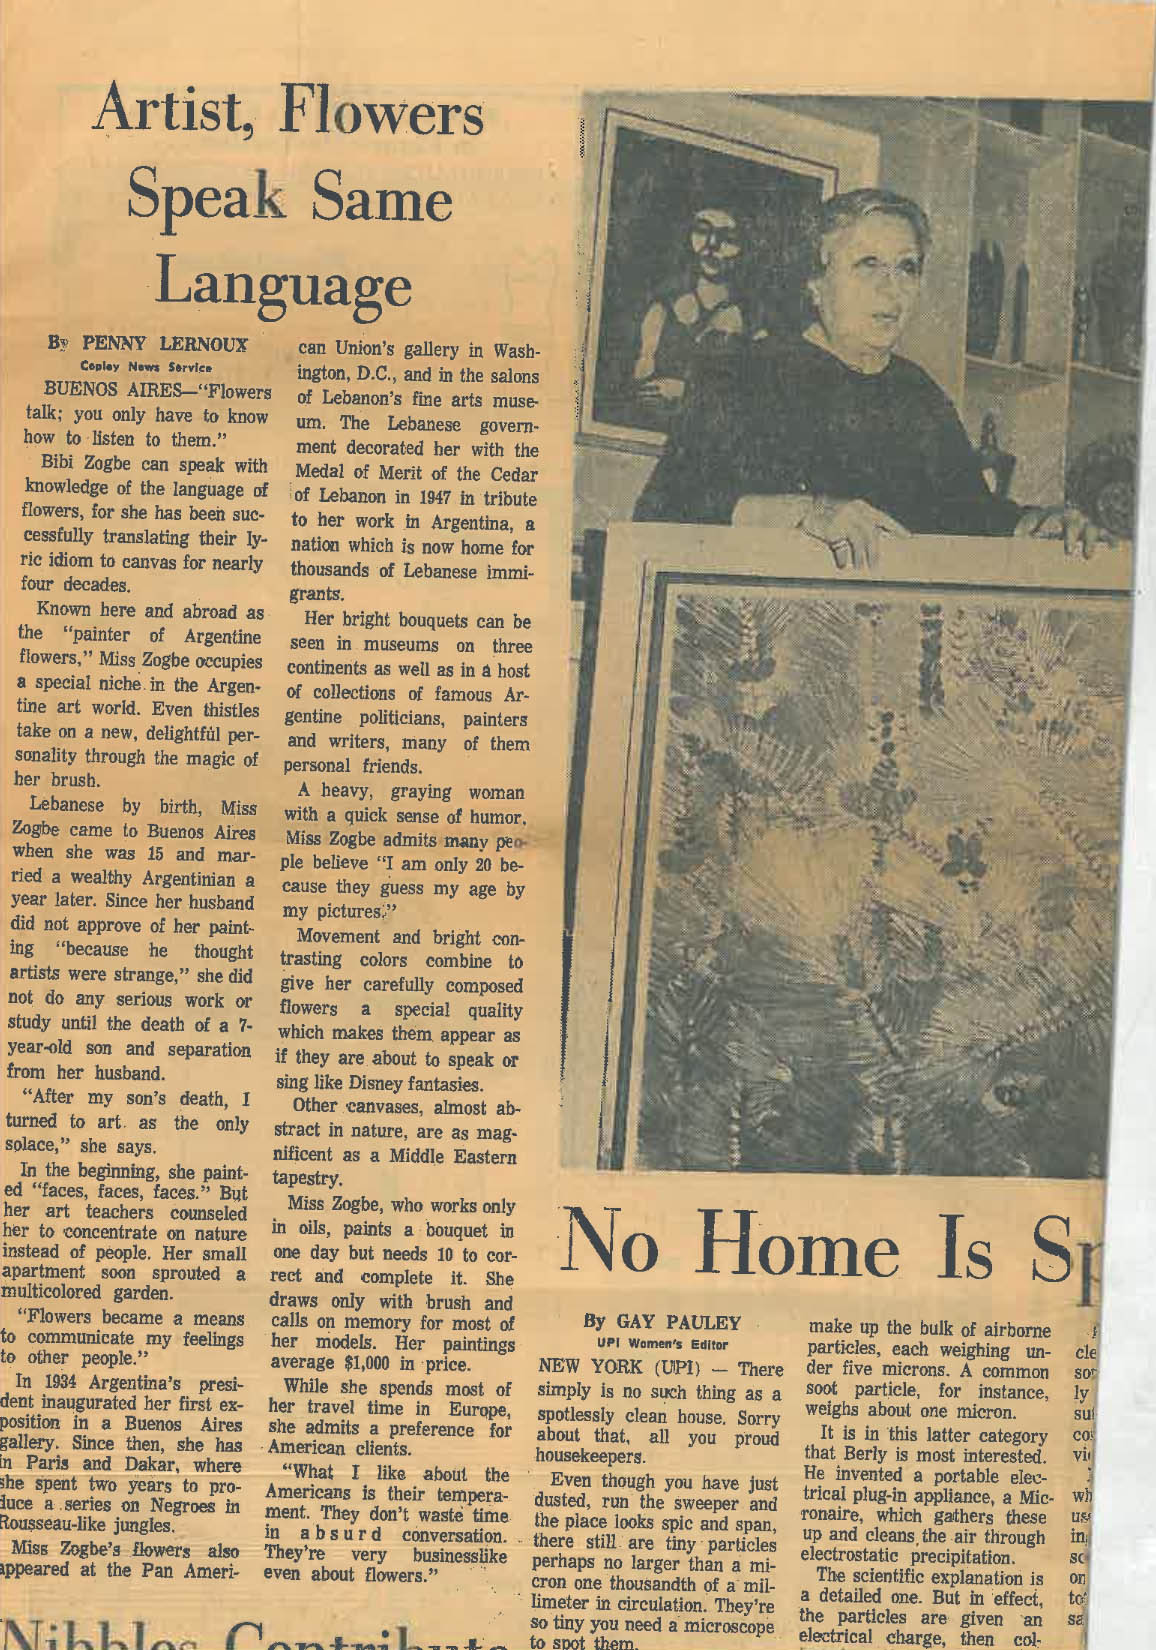 Artist, Flowers
Speak Same
Language
By PENNY LERNOUX
Copley News Service
BUENOS AIRES—"Flowers
talk; you only have to know
how to listen to them."
Bibi Zogbe can speak with
knowledge of the language of
flowers, for she has been suc-
cessfully translating their ly-
ric idiom to canvas for nearly
four decades.
Known here and abroad as
the "painter of Argentine
flowers," Miss Zogbe occupies
a special niche in the Argen-
tine art world. Even thistles
take on a new, delightful per-
sonality through the magic of
her brush.
Lebanese by birth, Miss
Zogbe came to Buenos Aires
when she was 15 and mar-
ried a wealthy Argentinian a
year later. Since her husband
did not approve of her paint-
ing "because he thought
artists were strange," she did
not do any serious work or
study until the death of a 7-
year-old son and separation
from her husband.
"After my son's death, I
turned to art as the only
solace," she says.
In the beginning, she paint-
ed "faces, faces, faces." But
her art teachers counseled
her to concentrate on nature
instead of people. Her small
apartment soon sprouted a
multicolored garden.
"Flowers became a means
to communicate my feelings
to other people."
In 1934 Argentina's presi-
dent inaugurated her first ex-
position in a Buenos Aires
gallery. Since then, she has
in Paris and Dakar, where
she spent two years to pro-
duce a series on Negroes in
Rousseau-like jungles.
Miss Zogbe's flowers also
appeared at the Pan Ameri-
can Union's gallery in Wash-
ington, D.C., and in the salons
of Lebanon's fine arts muse-
um. The Lebanese govern-
ment decorated her with the
Medal of Merit of the Cedar
of Lebanon in 1947 in tribute
to her work in Argentina, a
nation which is now home for
thousands of Lebanese immi-
grants.
Her bright bouquets can be
seen in museums on three
continents as well as in a host
of collections of famous Ar-
gentine politicians, painters
and writers, many of them
personal friends.
A heavy, graying woman
with a quick sense of humor,
Miss Zogbe admits many peo-
ple believe "I am only 20 be-
cause they guess my age by
my pictures."
Movement and bright con-
trasting colors combine to
give her carefully composed
flowers a special quality
which makes them appear as
if they are about to speak or
sing like Disney fantasies.
Other canvases, almost ab-
stract in nature, are as mag-
nificent as a Middle Eastern
tapestry.
Miss Zogbe, who works only
in oils, paints a bouquet in
one day but needs 10 to cor-
rect and complete it. She
draws only with brush and
calls on memory for most of
her models. Her paintings
average $1,000 in price.
While she spends most of
her travel time in Europe,
she admits a preference for
American clients.
"What I like about the
Americans is their tempera-
ment. They don't waste time
in absurd conversation.
They're very businesslike
even about flowers."
No Home Is Sp
By GAY PAULEY
UPI Women's Editor
NEW YORK (UPI) — There
simply is no such thing as a
spotlessly clean house. Sorry
about that, all you proud
housekeepers.
Even though you have just
dusted, run the sweeper and
the place looks spic and span,
there still are tiny particles
perhaps no larger than a mi-
cron one thousandth of a mil-
limeter in circulation. They're
so tiny you need a microscope
to spot them.
make up the bulk of airborne
particles, each weighing un-
der five microns. A common
soot particle, for instance,
weighs about one micron.
It is in this latter category
that Berly is most interested.
He invented a portable elec-
trical plug-in appliance, a Mic-
ronaire, which gathers these
up and cleans the air through
electrostatic precipitation.
The scientific explanation is
a detailed one. But in effect,
the particles are given an
electrical charge, then col-
Nibbles Contribute